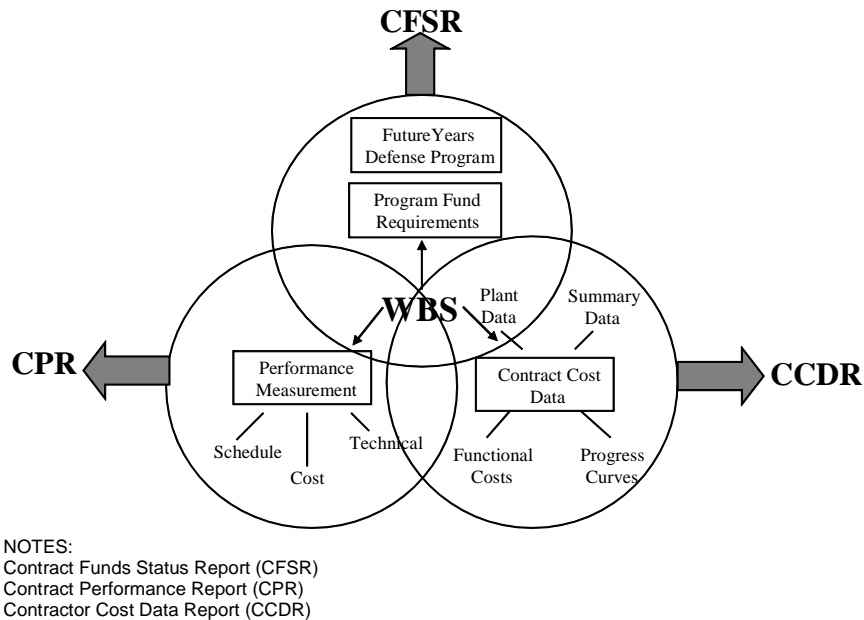 CFSR
FutureYears
Defense Program
Program Fund
Requirements
WBS
Plant
Data
Summary
Data
CPR
Performance
Measurement
Contract Cost
Data
CCDR
Schedule
Cost
Technical
Functional
Costs
Progress
Curves
NOTES:
Contract Funds Status Report (CFSR)
Contract Performance Report (CPR)
Contractor Cost Data Report (CCDR)